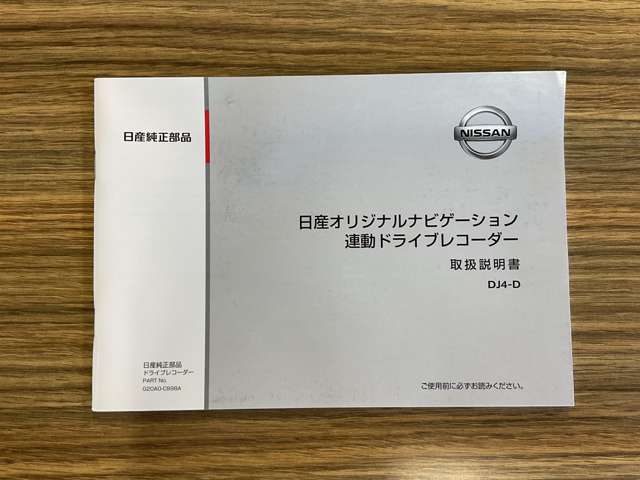 日産純正部品
NISSAN
日産オリジナルナビゲーション
連動ドライブレコーダー
取扱説明書
DJ4-D
日産純正部品
ドライブレコーダー
PART No.
G20A0-C998A
ご使用前に必ずお読みください。